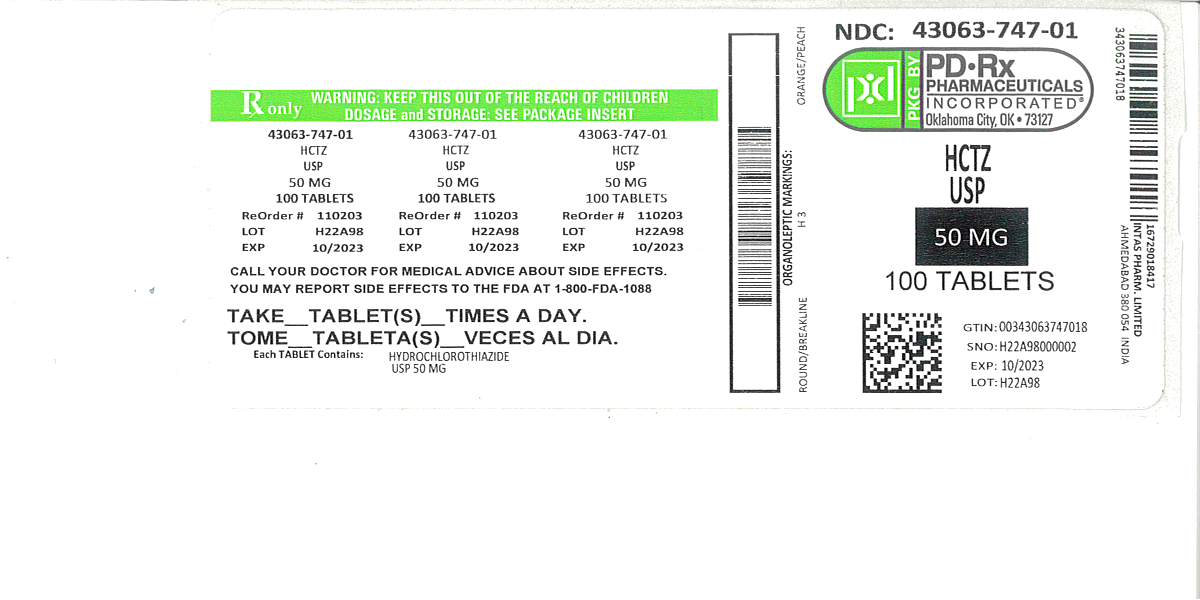 Rx only WARNING: KEEP THIS OUT OF THE REACH OF CHILDREN
DOSAGE and STORAGE: SEE PACKAGE INSERT
43063-747-01 43063-747-01 43063-747-01
HCTZ HCTZ HCTZ
USP USP USP
50 MG 50 MG 50 MG
100 TABLETS 100 TABLETS 100 TABLETS
ReOrder # 110203 ReOrder # 110203 ReOrder # 110203
LOT H22A98 LOT H22A98 LOT H22A98
EXP 10/2023 EXP 10/2023 EXP 10/2023
CALL YOUR DOCTOR FOR MEDICAL ADVICE ABOUT SIDE EFFECTS.
YOU MAY REPORT SIDE EFFECTS TO THE FDA AT 1-800-FDA-1088
TAKE__TABLET(S)__TIMES A DAY.
TOME__TABLETA(S)__VECES AL DIA.
Each TABLET Contains: HYDROCHLOROTHIAZIDE
USP 50 MG
ORGANOLEPTIC MARKINGS:
ROUND/BREAKLINE H 3 ORANGE/PEACH
NDC: 43063-747-01
PKG BY
PD•Rx
PHARMACEUTICALS
INCORPORATED®
Oklahoma City, OK • 73127
HCTZ
USP
50 MG
100 TABLETS
GTIN: 00343063747018
SNO: H22A98000002
EXP: 10/2023
LOT: H22A98
343063747018
16729018417
INTAS PHARM. LIMITED
AHMEDABAD 380 054 INDIA